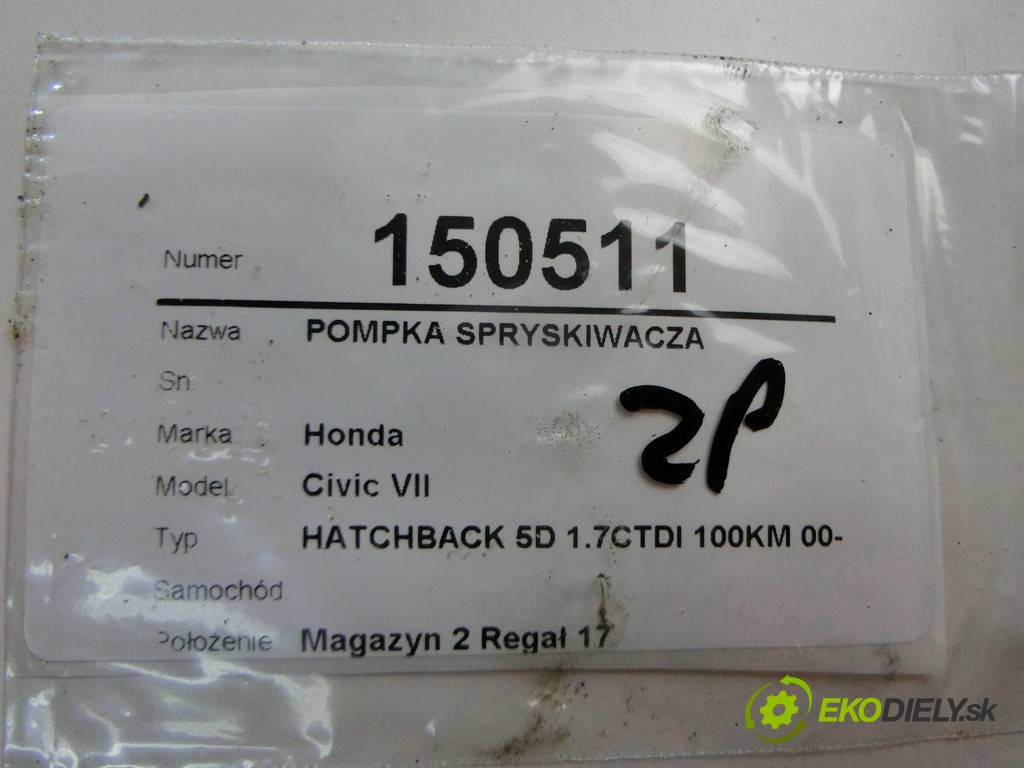 Numer 150511
Nazwa POMPKA SPRYSKIWACZA
Sn
Marka Honda
Model Civic VII
Typ HATCHBACK 5D 1.7CTDI 100KM 00-
Samochód
Położenie Magazyn 2 Regał 17
ZP
EKODIELY.sk